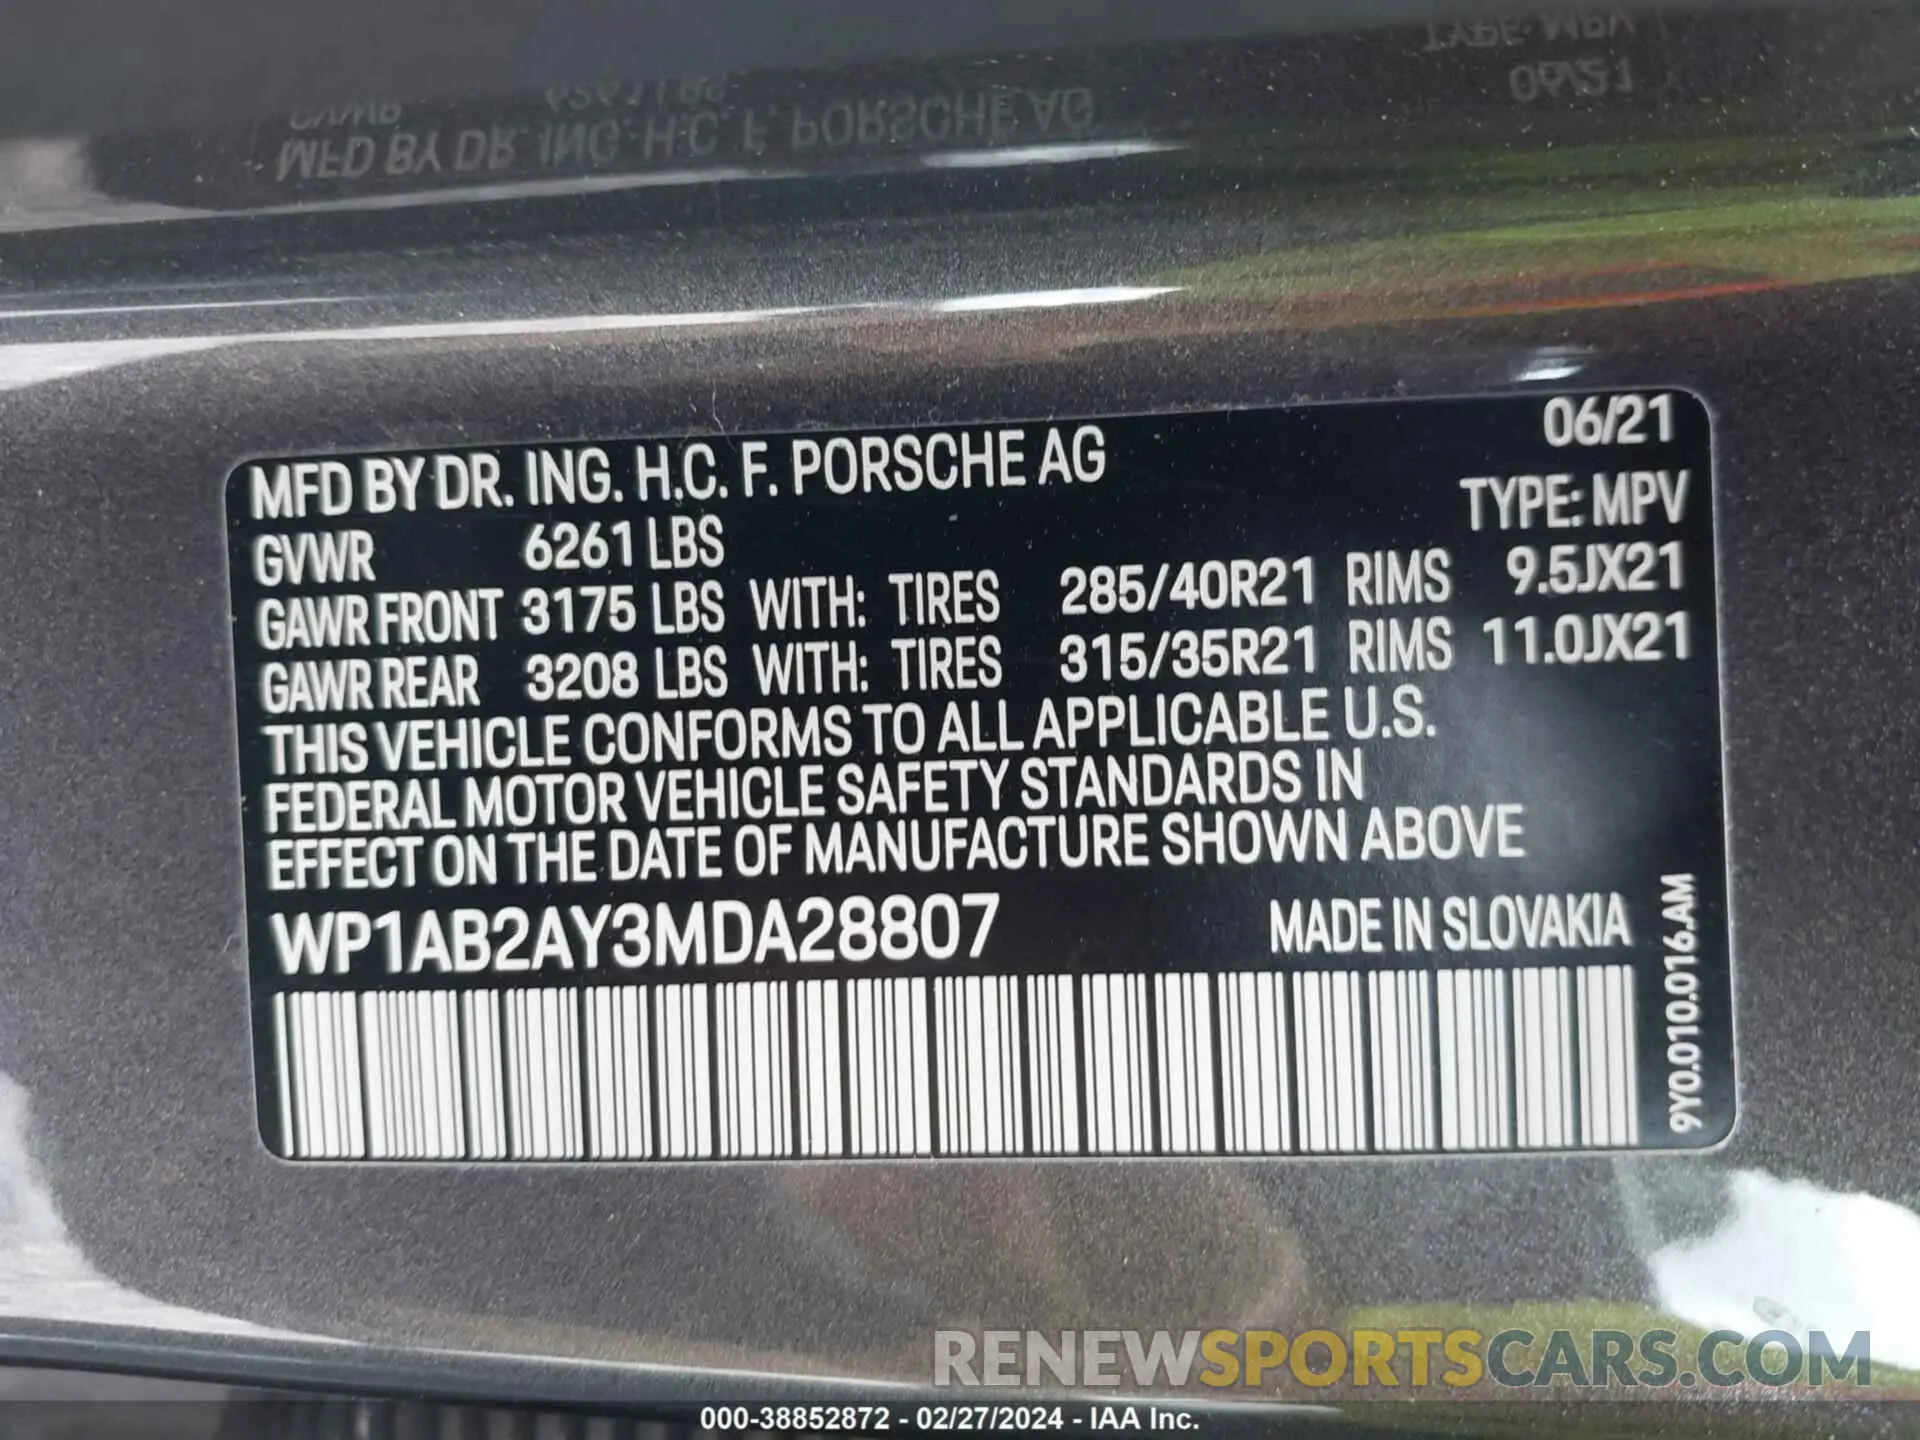 MFD BY DR. ING. H.C. F. PORSCHE AG 06/21
TYPE: MPV
GVWR 6261 LBS
GAWR FRONT 3175 LBS WITH: TIRES 285/40R21 RIMS 9.5JX21
GAWR REAR 3208 LBS WITH: TIRES 315/35R21 RIMS 11.0JX21
THIS VEHICLE CONFORMS TO ALL APPLICABLE U.S.
FEDERAL MOTOR VEHICLE SAFETY STANDARDS IN
EFFECT ON THE DATE OF MANUFACTURE SHOWN ABOVE
WP1AB2AY3MDA28807 MADE IN SLOVAKIA
9Y0.010.016.AM
RENEWSPORTSCARS.COM
000-38852872 - 02/27/2024 - IAA Inc.